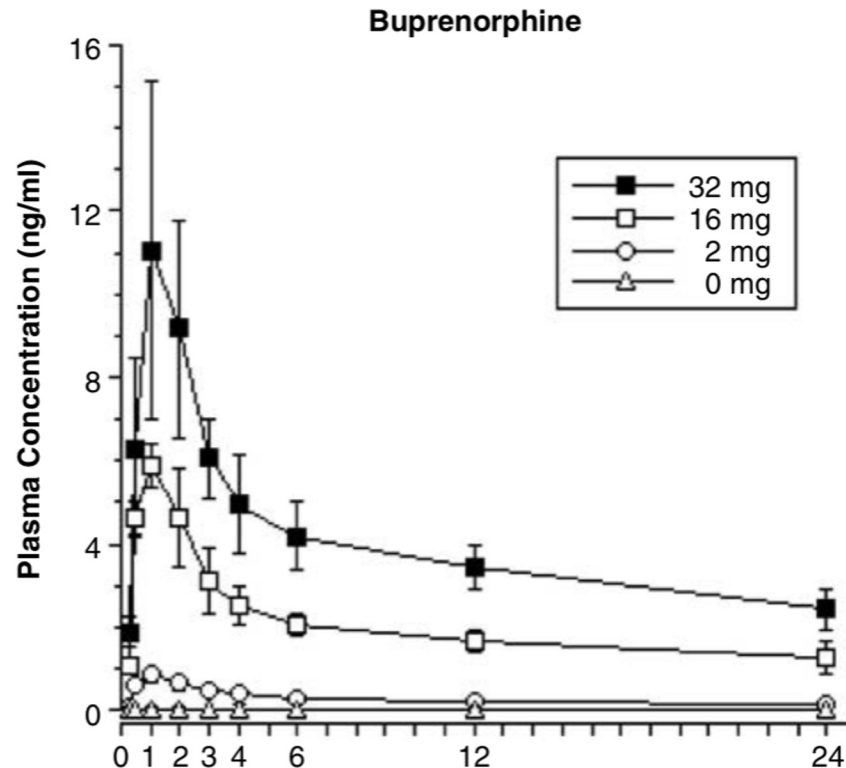 Buprenorphine
Plasma Concentration (ng/ml)
16
12
8
4
0
32 mg
16 mg
2 mg
0 mg
0 1 2 3 4 6 12 24